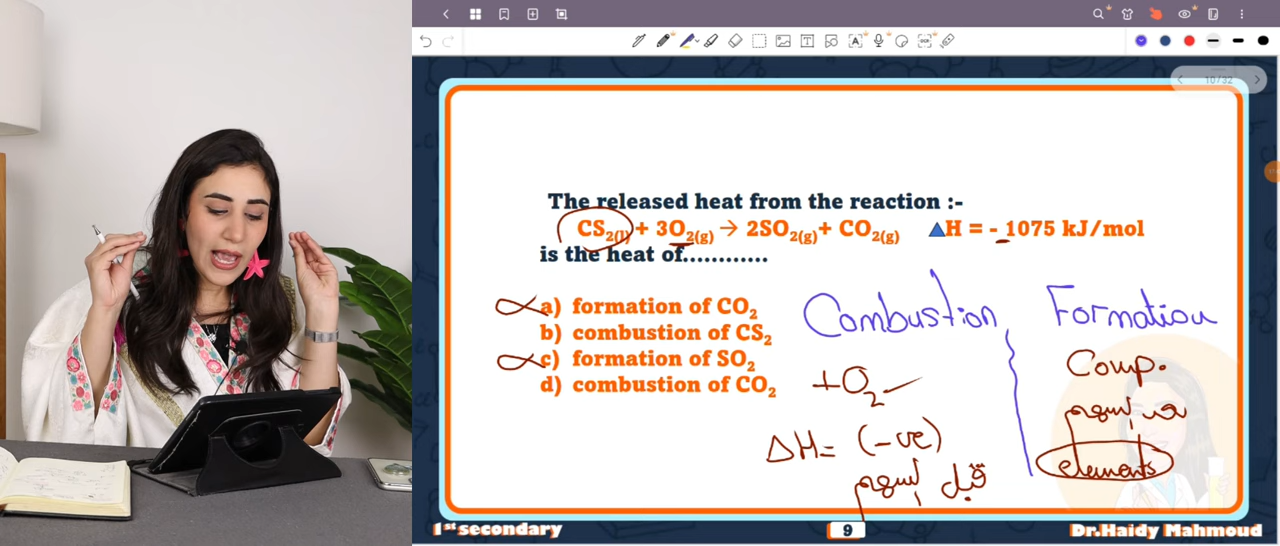 10/32
The released heat from the reaction :-
CS2(l) + 3O2(g) → 2SO2(g) + CO2(g) ▲H = - 1075 kJ/mol
is the heat of............
a) formation of CO2
b) combustion of CS2
c) formation of SO2
d) combustion of CO2
Combustion
+O2
ΔH= (-ve)
قبل السهم
Formation
Comp.
السهم
elements
1st secondary
9
Dr.Haidy Mahmoud